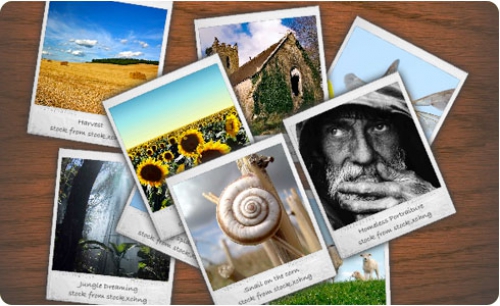 Harvest
stock from stock.xchng
Homeless Portraiture
stock from stock.xchng
Snail on the corn
stock from stock.xchng
Jungle Dreaming
stock from stock.xchng